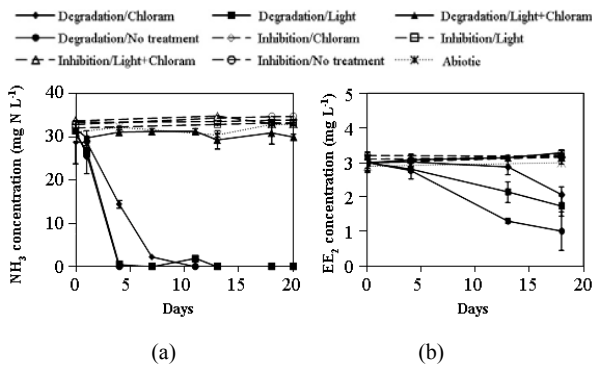 Degradation/Chloram Degradation/Light Degradation/Light+Chloram
Degradation/No treatment Inhibition/Chloram Inhibition/Light
Inhibition/Light+Chloram Inhibition/No treatment Abiotic
NH3 concentration (mg N L-1)
40
30
20
10
0
0 5 10 15 20
Days
(a)
EE2 concentration (mg L-1)
5
4
3
2
1
0
0 5 10 15 20
Days
(b)